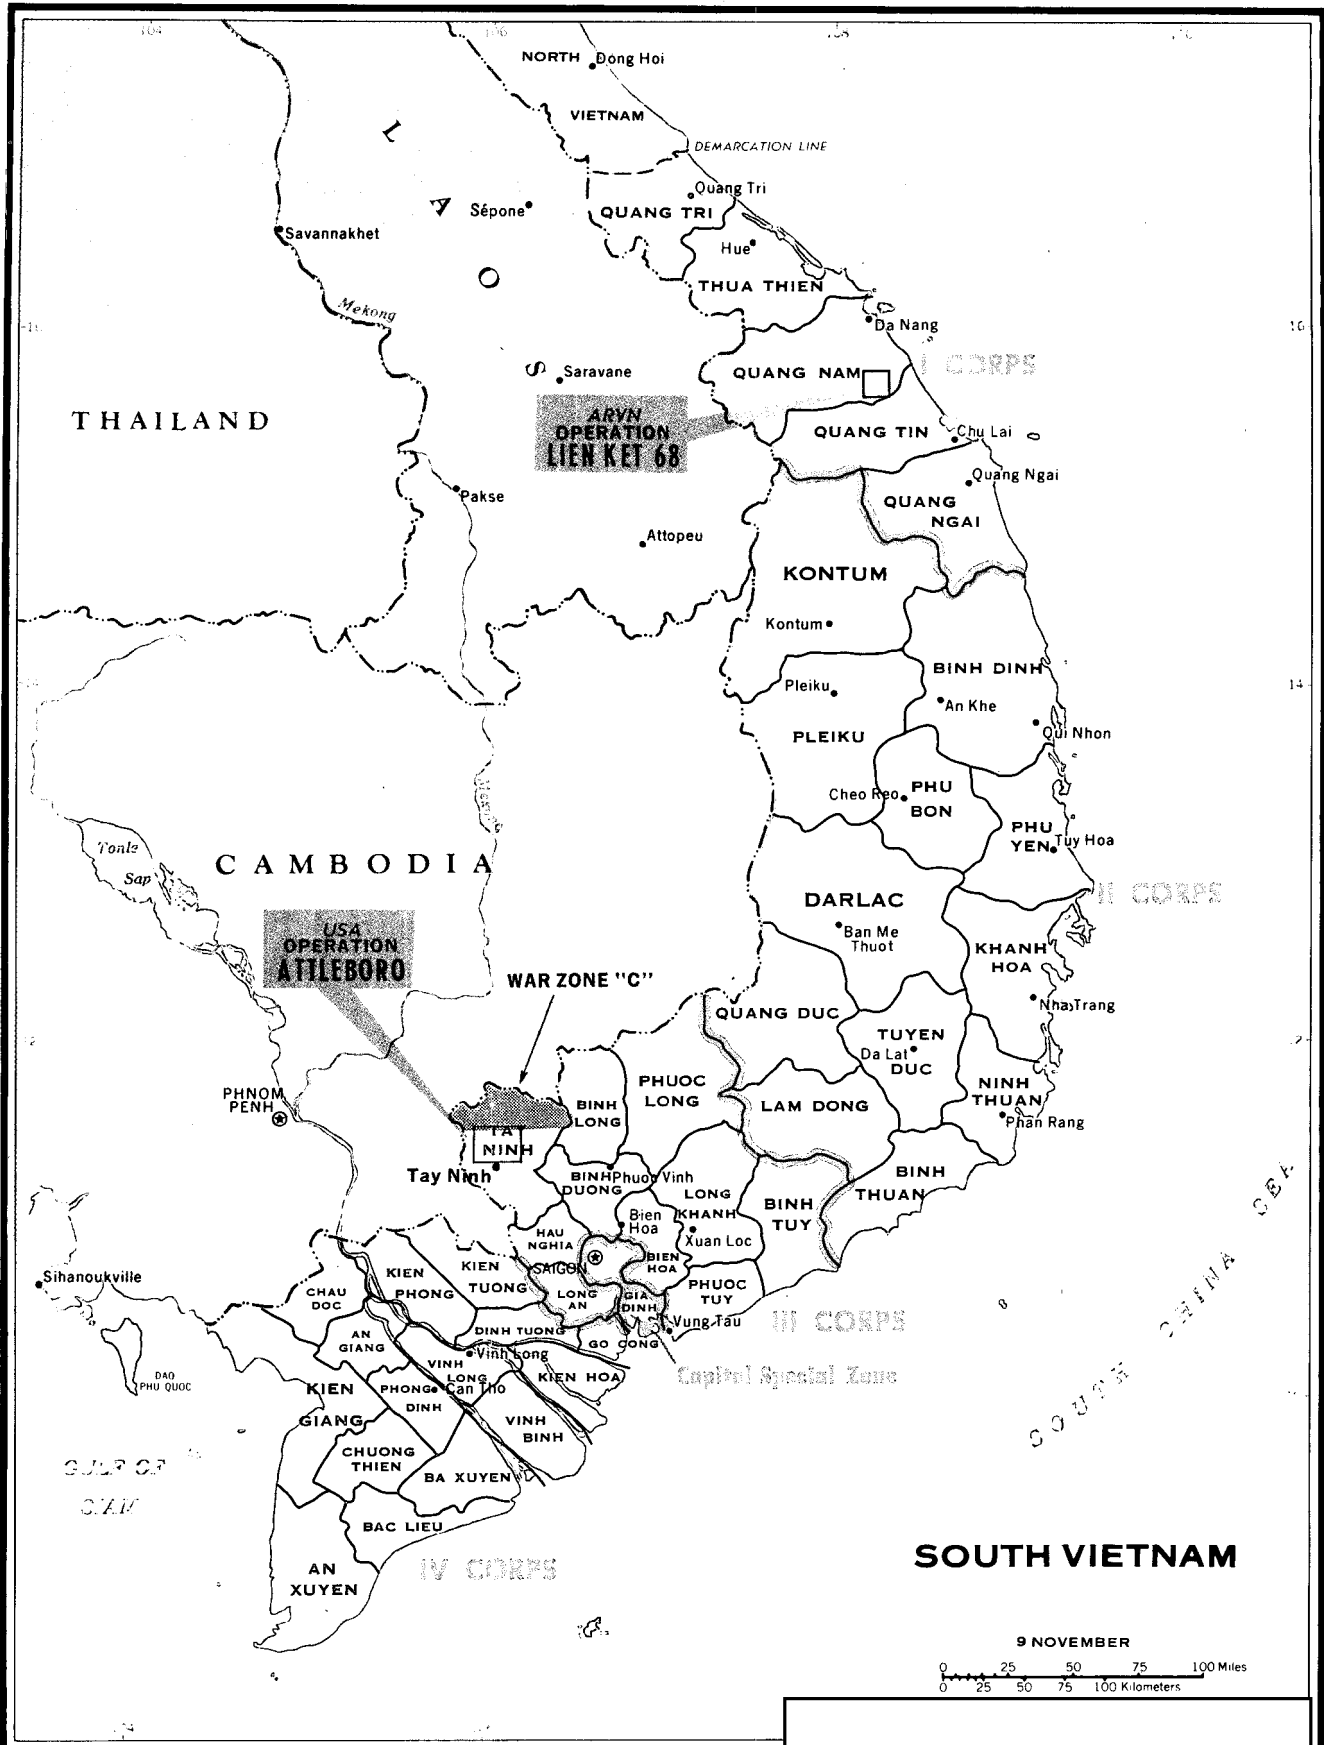 104
106
108
NORTH
Dong Hoi
VIETNAM
DEMARCATION LINE
L A O S
Sépone
Quang Tri
QUANG TRI
Savannakhet
Hue
THUA THIEN
Mekong
16
Da Nang
I CORPS
Saravane
QUANG NAM
THAILAND
ARVN
OPERATION
LIEN KET 68
QUANG TIN
Chu Lai
Quang Ngai
QUANG
NGAI
Pakse
Attopeu
KONTUM
Kontum
BINH DINH
14
Pleiku
An Khe
PLEIKU
Qui Nhon
Cheo Reo
PHU
BON
PHU
YEN
Tuy Hoa
Tonle
Sap
CAMBODIA
DARLAC
II CORPS
Ban Me
Thuot
KHANH
HOA
USA
OPERATION
ATTLEBORO
WAR ZONE "C"
Nha Trang
QUANG DUC
TUYEN
DUC
Da Lat
PHUOC
LONG
NINH
THUAN
PHNOM
PENH
BINH
LONG
LAM DONG
Phan Rang
TA
NINH
Tay Ninh
BINH
DUONG
Phuoc Vinh
LONG
KHANH
BINH
TUY
BINH
THUAN
Bien
Hoa
Xuan Loc
HAU
NGHIA
SAIGON
BIEN
HOA
Sihanoukville
KIEN
PHONG
KIEN
TUONG
CHAU
DOC
LONG
AN
GIA
DINH
PHUOC
TUY
Vung Tau
III CORPS
AN
GIANG
DINH TUONG
GO CONG
Capital Special Zone
DAO
PHU QUOC
VINH
LONG
Vinh Long
KIEN HOA
KIEN
GIANG
PHONG
DINH
Can Tho
VINH
BINH
SOUTH CHINA SEA
CHUONG
THIEN
BA XUYEN
GULF OF
SIAM
BAC LIEU
AN
XUYEN
IV CORPS
SOUTH VIETNAM
9 NOVEMBER
0 25 50 75 100 Miles
0 25 50 75 100 Kilometers